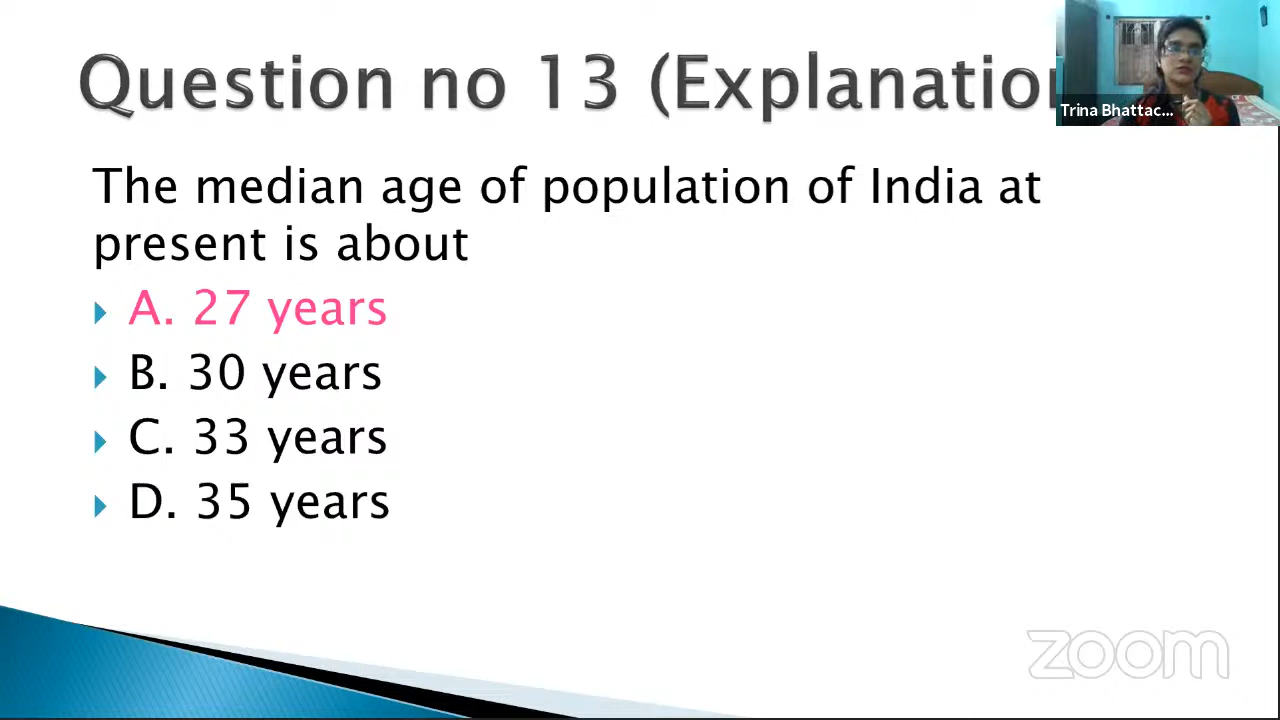 Question no 13 (Explanation
Trina Bhattac...
The median age of population of India at
present is about
A. 27 years
B. 30 years
C. 33 years
D. 35 years
zoom